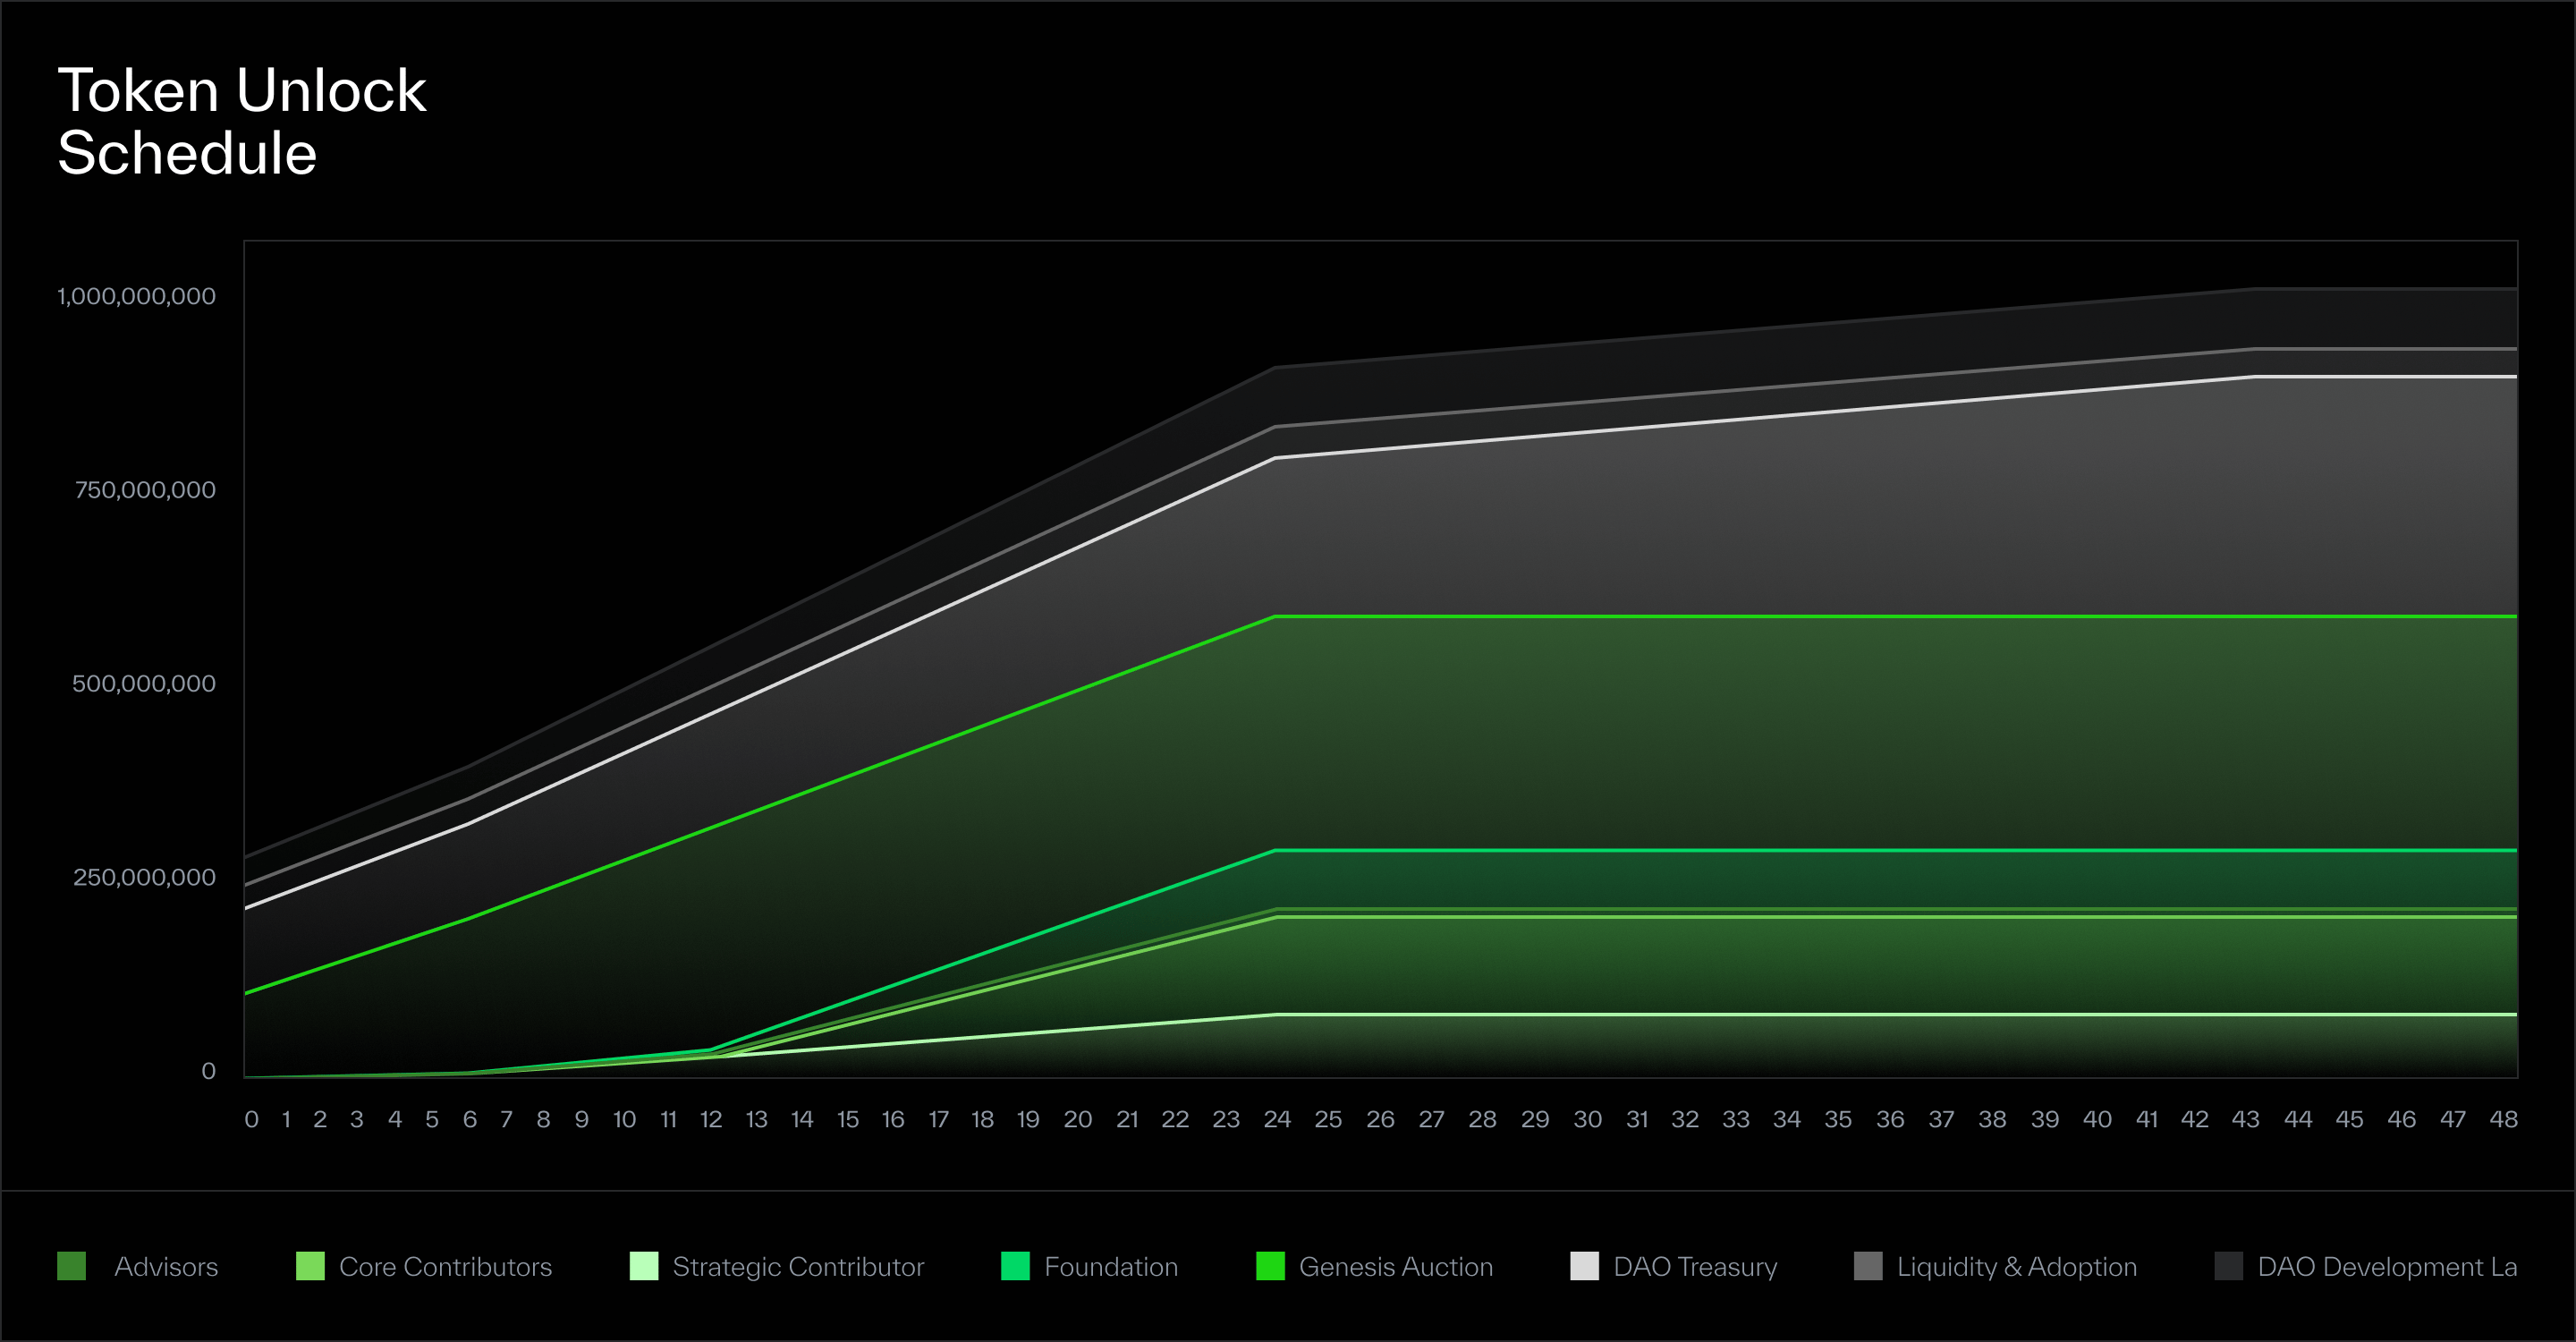 Token Unlock
Schedule
1,000,000,000
750,000,000
500,000,000
250,000,000
0
0 1 2 3 4 5 6 7 8 9 10 11 12 13 14 15 16 17 18 19 20 21 22 23 24 25 26 27 28 29 30 31 32 33 34 35 36 37 38 39 40 41 42 43 44 45 46 47 48
Advisors Core Contributors Strategic Contributor Foundation Genesis Auction DAO Treasury Liquidity & Adoption DAO Development La